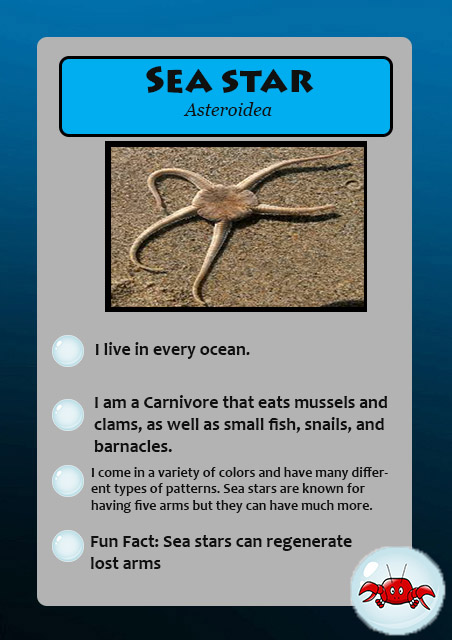 Sea star
Asteroidea
I live in every ocean.
I am a Carnivore that eats mussels and
clams, as well as small fish, snails, and
barnacles.
I come in a variety of colors and have many differ-
ent types of patterns. Sea stars are known for
having five arms but they can have much more.
Fun Fact: Sea stars can regenerate
lost arms